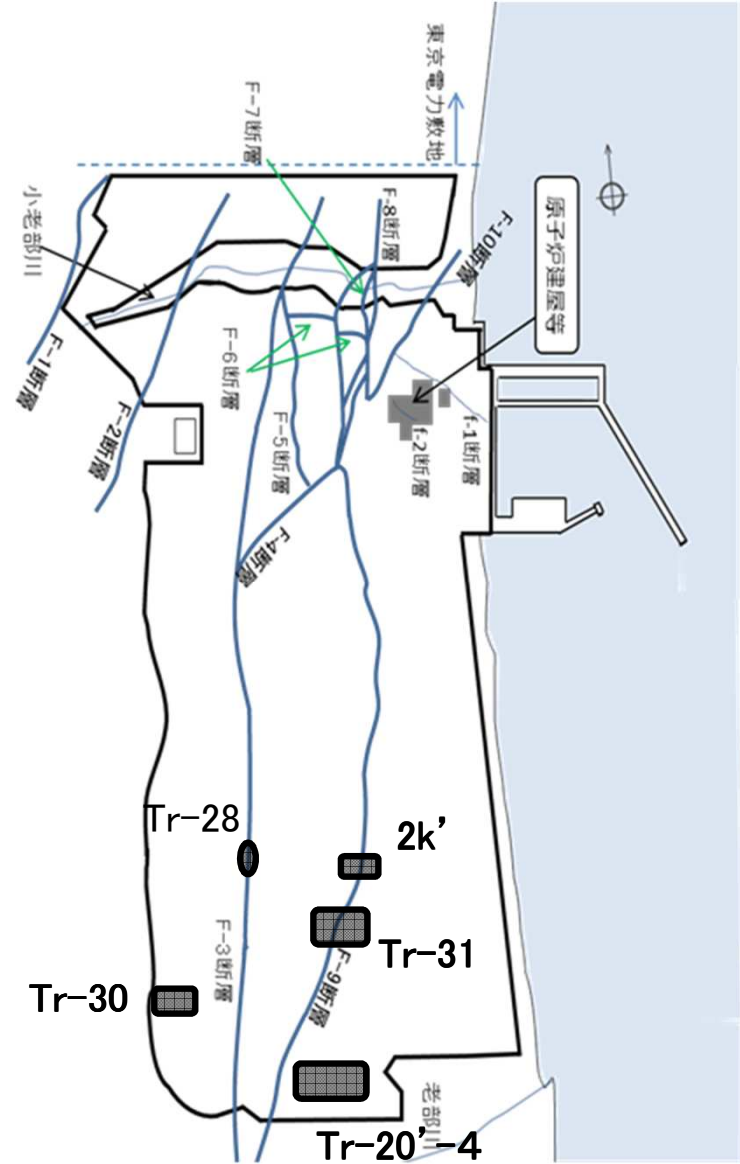 東京電力敷地
F-7断層
小老部川
F-8断層
F-10断層
原子炉建屋等
F-1断層
F-2断層
F-6断層
F-5断層
f-2断層
f-1断層
F-4断層
Tr-28
2k’
F-3断層
Tr-31
F-9断層
Tr-30
老部川
Tr-20’-4